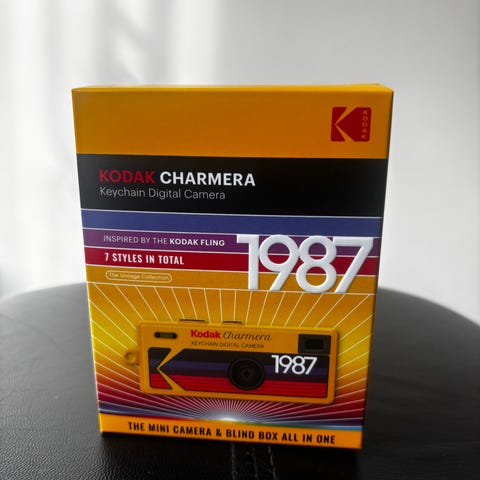 KODAK
KODAK CHARMERA
Keychain Digital Camera
INSPIRED BY THE KODAK FLING
1987
7 STYLES IN TOTAL
The Vintage Collection
Kodak Charmera
KEYCHAIN DIGITAL CAMERA
1987
THE MINI CAMERA & BLIND BOX ALL IN ONE